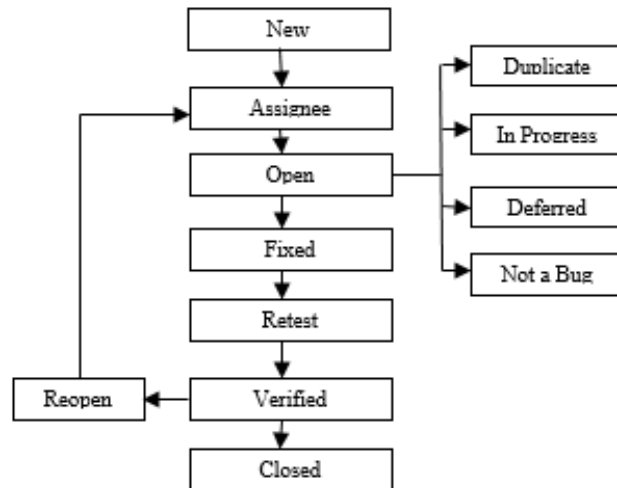 New
Duplicate
Assignee
In Progress
Open
Deferred
Fixed
Not a Bug
Retest
Reopen
Verified
Closed